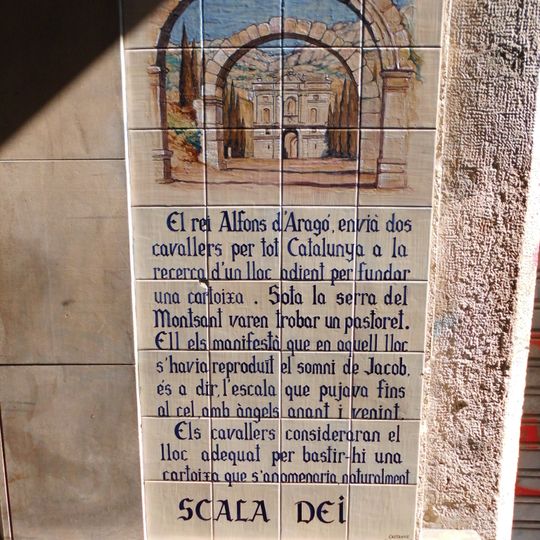 El rei Alfons d'Aragó, envià dos
cavallers per tot Catalunya a la
recerca d'un lloc adient per fundar
una cartoixa . Sota la serra del
Montsant varen trobar un pastoret.
Ell els manifestà que en aquell lloc
s'havia reproduït el somni de Jacob,
és a dir, l'escala que pujava fins
al cel, amb àngels anant i venint.
Els cavallers consideraran el
lloc adequat per bastir-hi una
cartoixa que s'anomenaria, naturalment
SCALA DEI